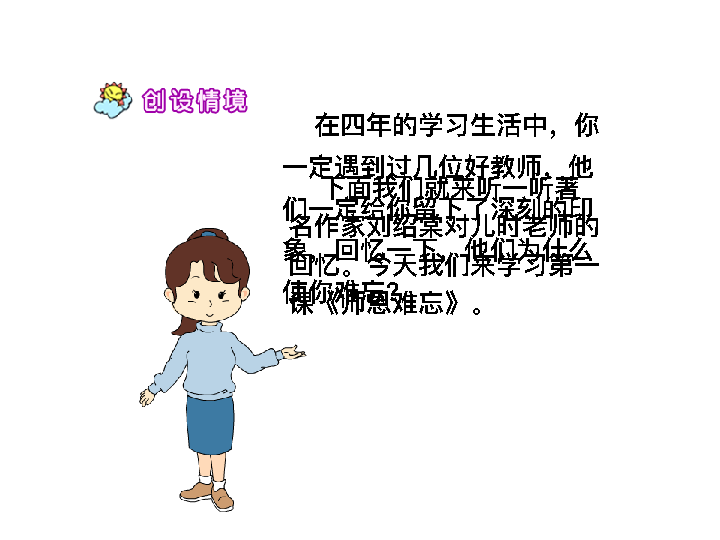 创设情境
在四年的学习生活中，你
一定遇到过几位好教师，他
们一定给你留下了深刻的印
象，回忆一下，他们为什么
使你难忘？
下面我们就来听一听著
名作家刘绍棠对儿时老师的
回忆。今天我们来学习第一
课《师恩难忘》。